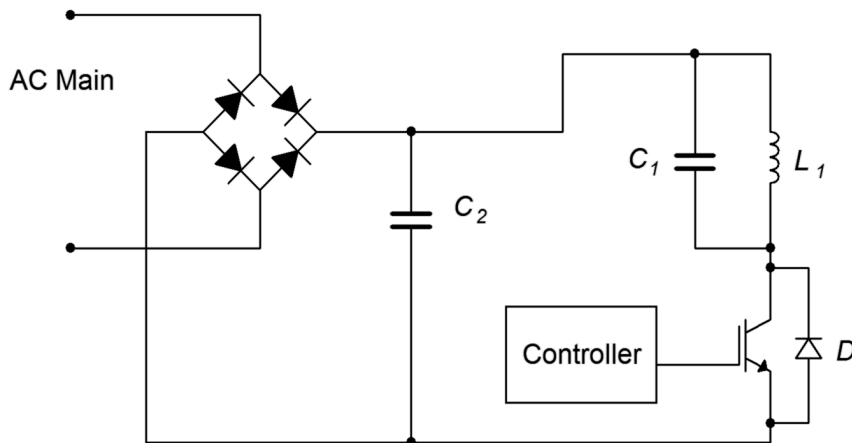 AC Main
C1
L1
C2
Controller
D